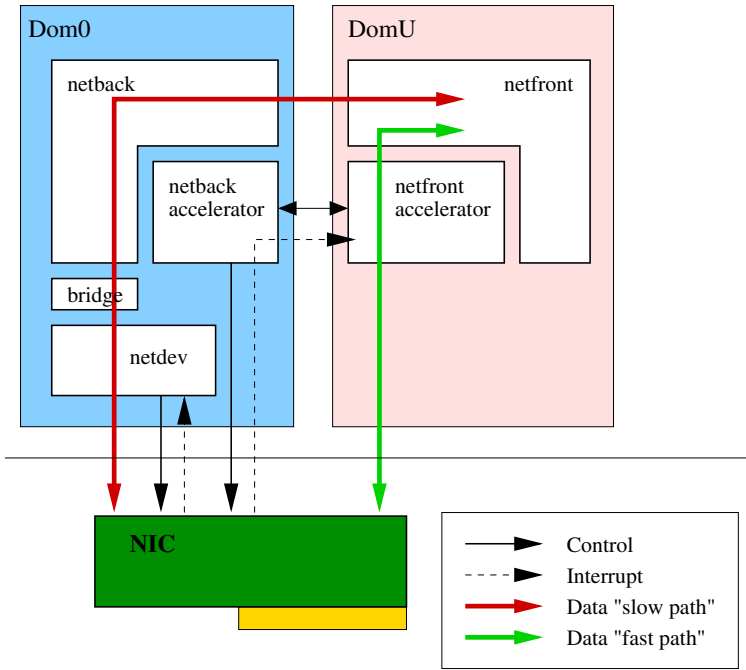 Dom0
DomU
netback
netfront
netback
accelerator
netfront
accelerator
bridge
netdev
NIC
Control
Interrupt
Data "slow path"
Data "fast path"